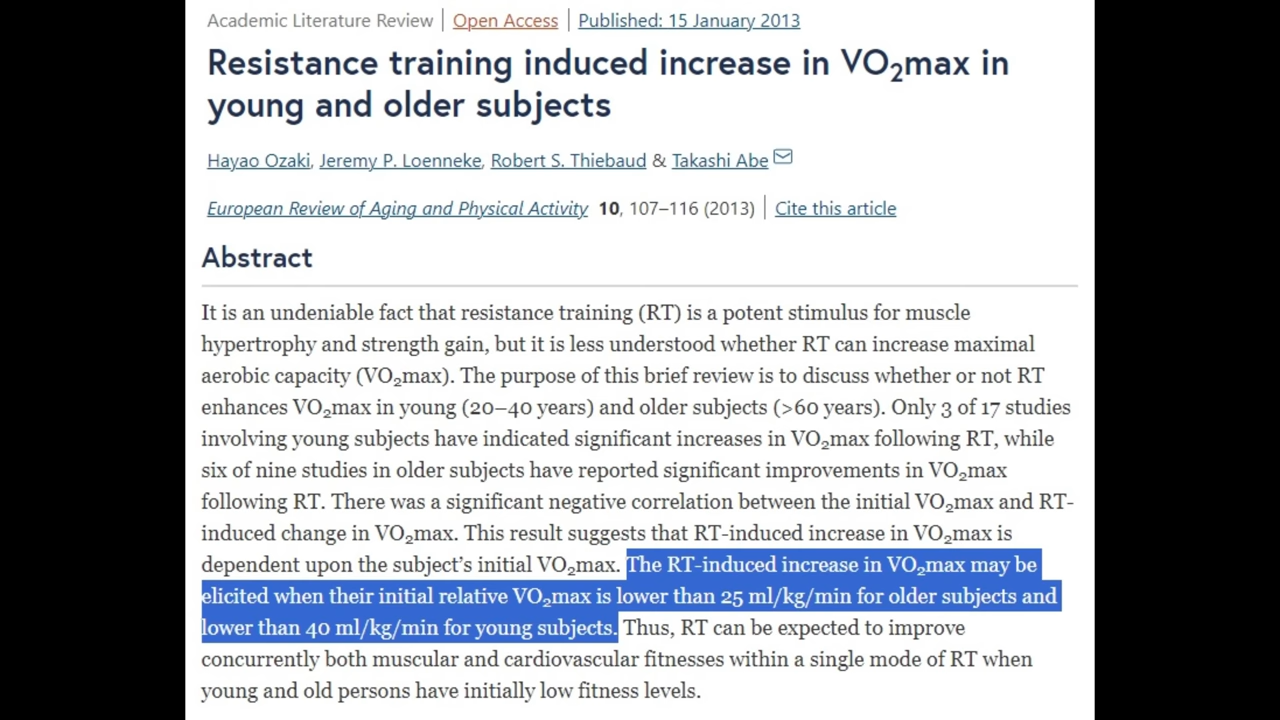 Academic Literature Review | Open Access | Published: 15 January 2013
Resistance training induced increase in VO₂max in
young and older subjects
Hayao Ozaki, Jeremy P. Loenneke, Robert S. Thiebaud & Takashi Abe
European Review of Aging and Physical Activity 10, 107–116 (2013) | Cite this article
Abstract
It is an undeniable fact that resistance training (RT) is a potent stimulus for muscle
hypertrophy and strength gain, but it is less understood whether RT can increase maximal
aerobic capacity (VO₂max). The purpose of this brief review is to discuss whether or not RT
enhances VO₂max in young (20–40 years) and older subjects (>60 years). Only 3 of 17 studies
involving young subjects have indicated significant increases in VO₂max following RT, while
six of nine studies in older subjects have reported significant improvements in VO₂max
following RT. There was a significant negative correlation between the initial VO₂max and RT-
induced change in VO₂max. This result suggests that RT-induced increase in VO₂max is
dependent upon the subject’s initial VO₂max. The RT-induced increase in VO₂max may be
elicited when their initial relative VO₂max is lower than 25 ml/kg/min for older subjects and
lower than 40 ml/kg/min for young subjects. Thus, RT can be expected to improve
concurrently both muscular and cardiovascular fitnesses within a single mode of RT when
young and old persons have initially low fitness levels.